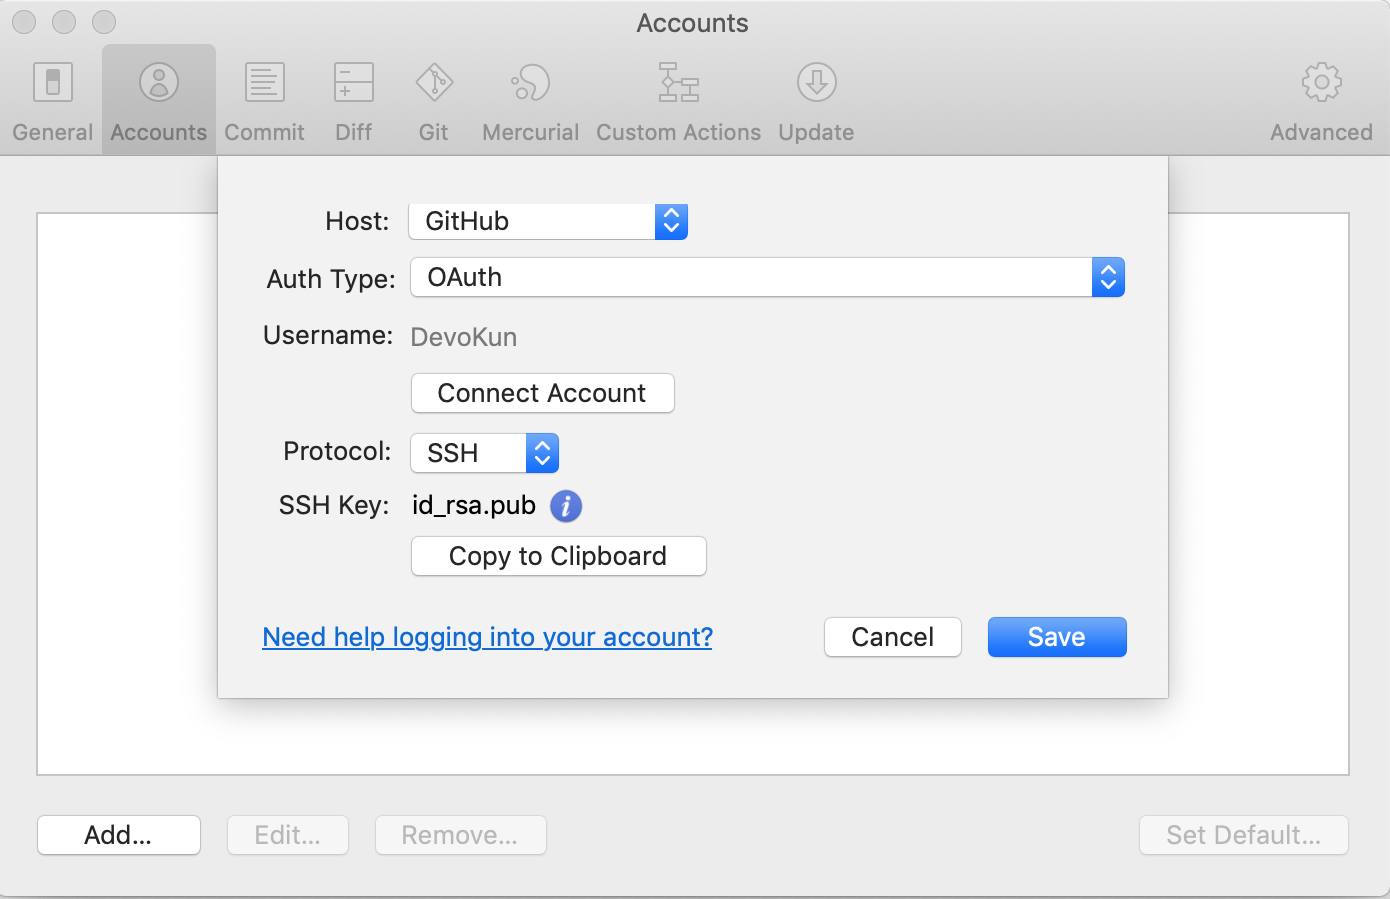 Accounts
General Accounts Commit Diff Git Mercurial Custom Actions Update Advanced
Host: GitHub
Auth Type: OAuth
Username: DevoKun
Connect Account
Protocol: SSH
SSH Key: id_rsa.pub i
Copy to Clipboard
Need help logging into your account? Cancel Save
Add... Edit... Remove... Set Default...